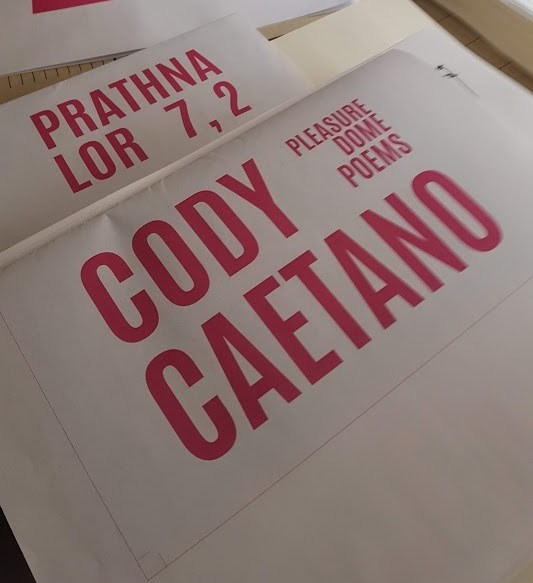 PRATHNA
LOR 7, 2
PLEASURE
DOME
POEMS
CODY
CAETANO